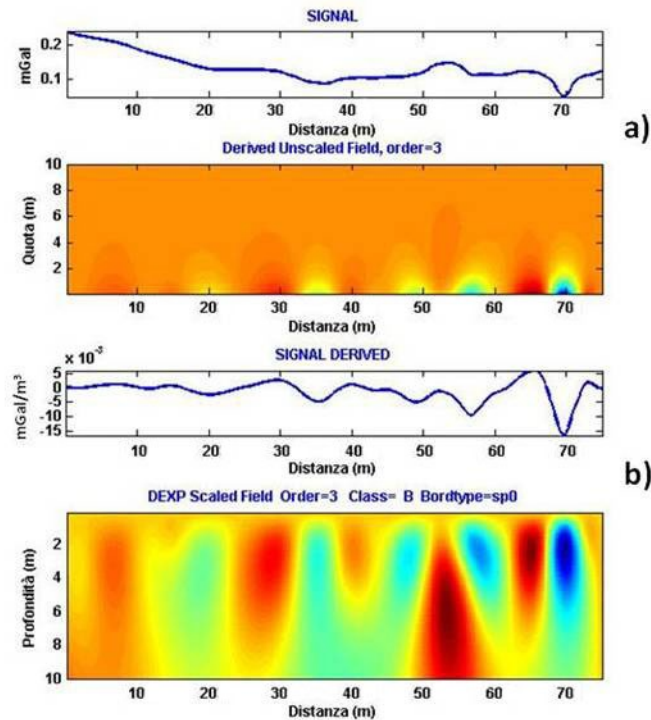 SIGNAL
0.2
0.1
mGal
10 20 30 40 50 60 70
Distanza (m)
a)
Derived Unscaled Field, order=3
10
8
6
4
2
Quota (m)
10 20 30 40 50 60 70
Distanza (m)
SIGNAL DERIVED
x 10⁻³
5
0
-5
-10
-15
mGal/m³
10 20 30 40 50 60 70
Distanza (m)
b)
DEXP Scaled Field Order=3 Class= B Bordtype=sp0
2
4
6
8
10
Profondità (m)
10 20 30 40 50 60 70
Distanza (m)